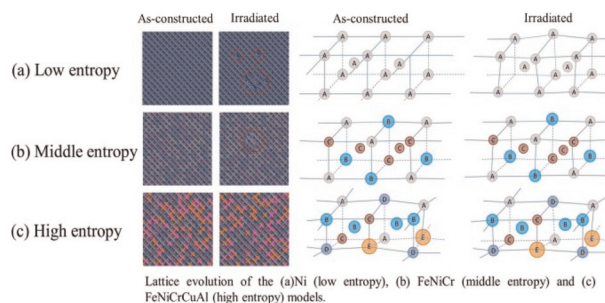 As-constructed Irradiated As-constructed Irradiated
(a) Low entropy
A A A A A A
A A A A A A
A A A A
A A A A A A
(b) Middle entropy
B A B A
C A C C A C
C C C C
B C B B C B
A B A B
(c) High entropy
D A D A
B B C B B B B C B B
C A E C A E
D E D E
Lattice evolution of the (a)Ni (low entropy), (b) FeNiCr (middle entropy) and (c)
FeNiCrCuAl (high entropy) models.